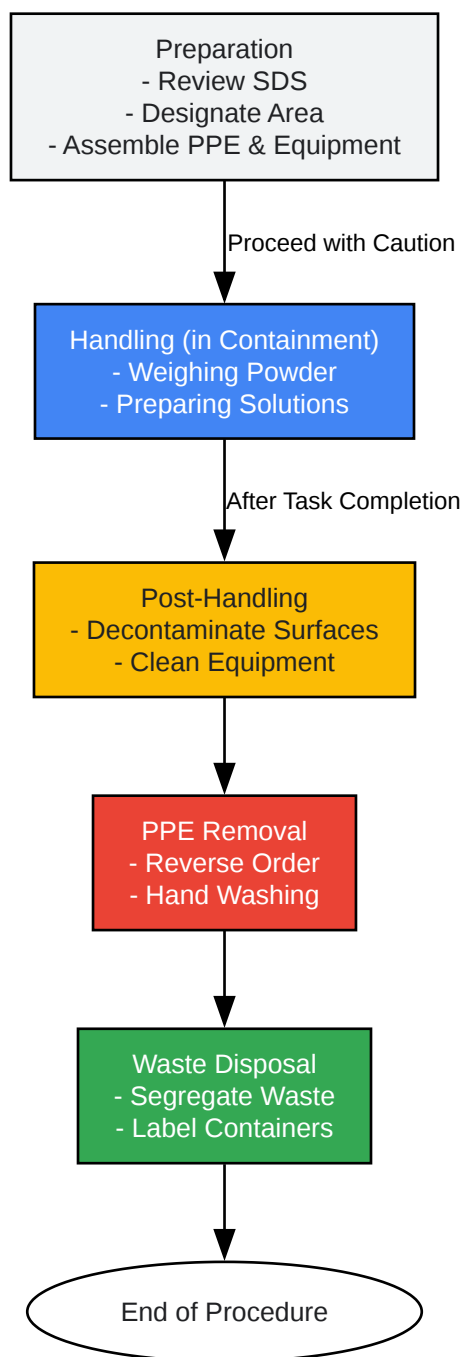 Preparation
- Review SDS
- Designate Area
- Assemble PPE & Equipment
Proceed with Caution
Handling (in Containment)
- Weighing Powder
- Preparing Solutions
After Task Completion
Post-Handling
- Decontaminate Surfaces
- Clean Equipment
PPE Removal
- Reverse Order
- Hand Washing
Waste Disposal
- Segregate Waste
- Label Containers
End of Procedure